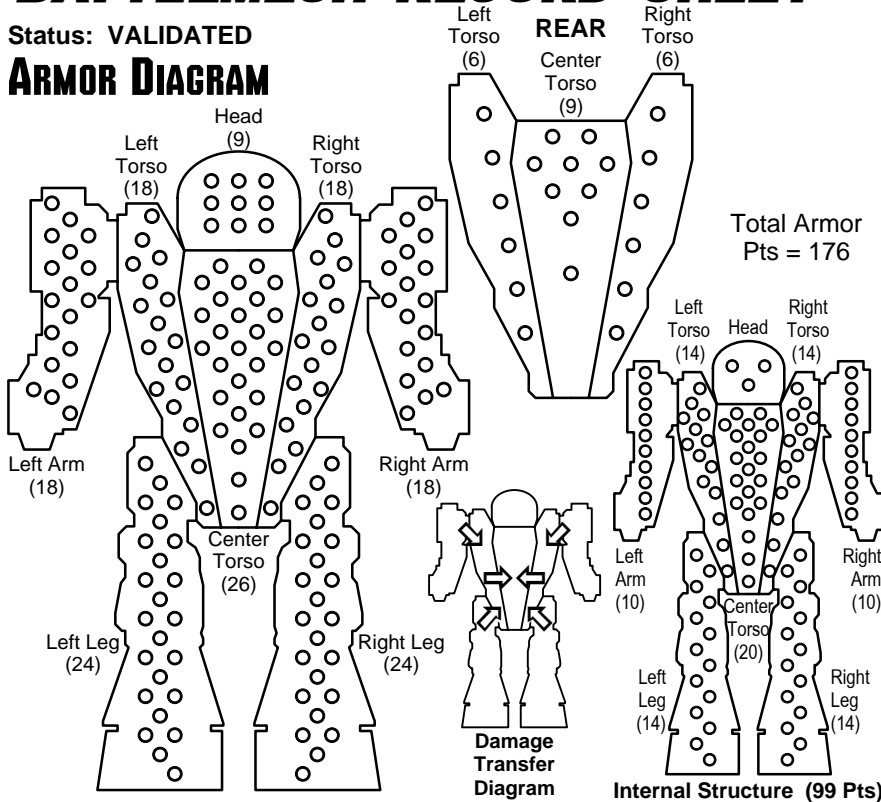 BATTLEMECH RECORD SHEET
Status: VALIDATED
ARMOR DIAGRAM
Head
(9)
Left
Torso
(18)
Right
Torso
(18)
Left Arm
(18)
Right Arm
(18)
Center
Torso
(26)
Left Leg
(24)
Right Leg
(24)
REAR
Left
Torso
(6)
Center
Torso
(9)
Right
Torso
(6)
Total Armor
Pts = 176
Damage
Transfer
Diagram
Left
Torso
(14)
Head
Right
Torso
(14)
Left
Arm
(10)
Right
Arm
(10)
Center
Torso
(20)
Left
Leg
(14)
Right
Leg
(14)
Internal Structure (99 Pts)